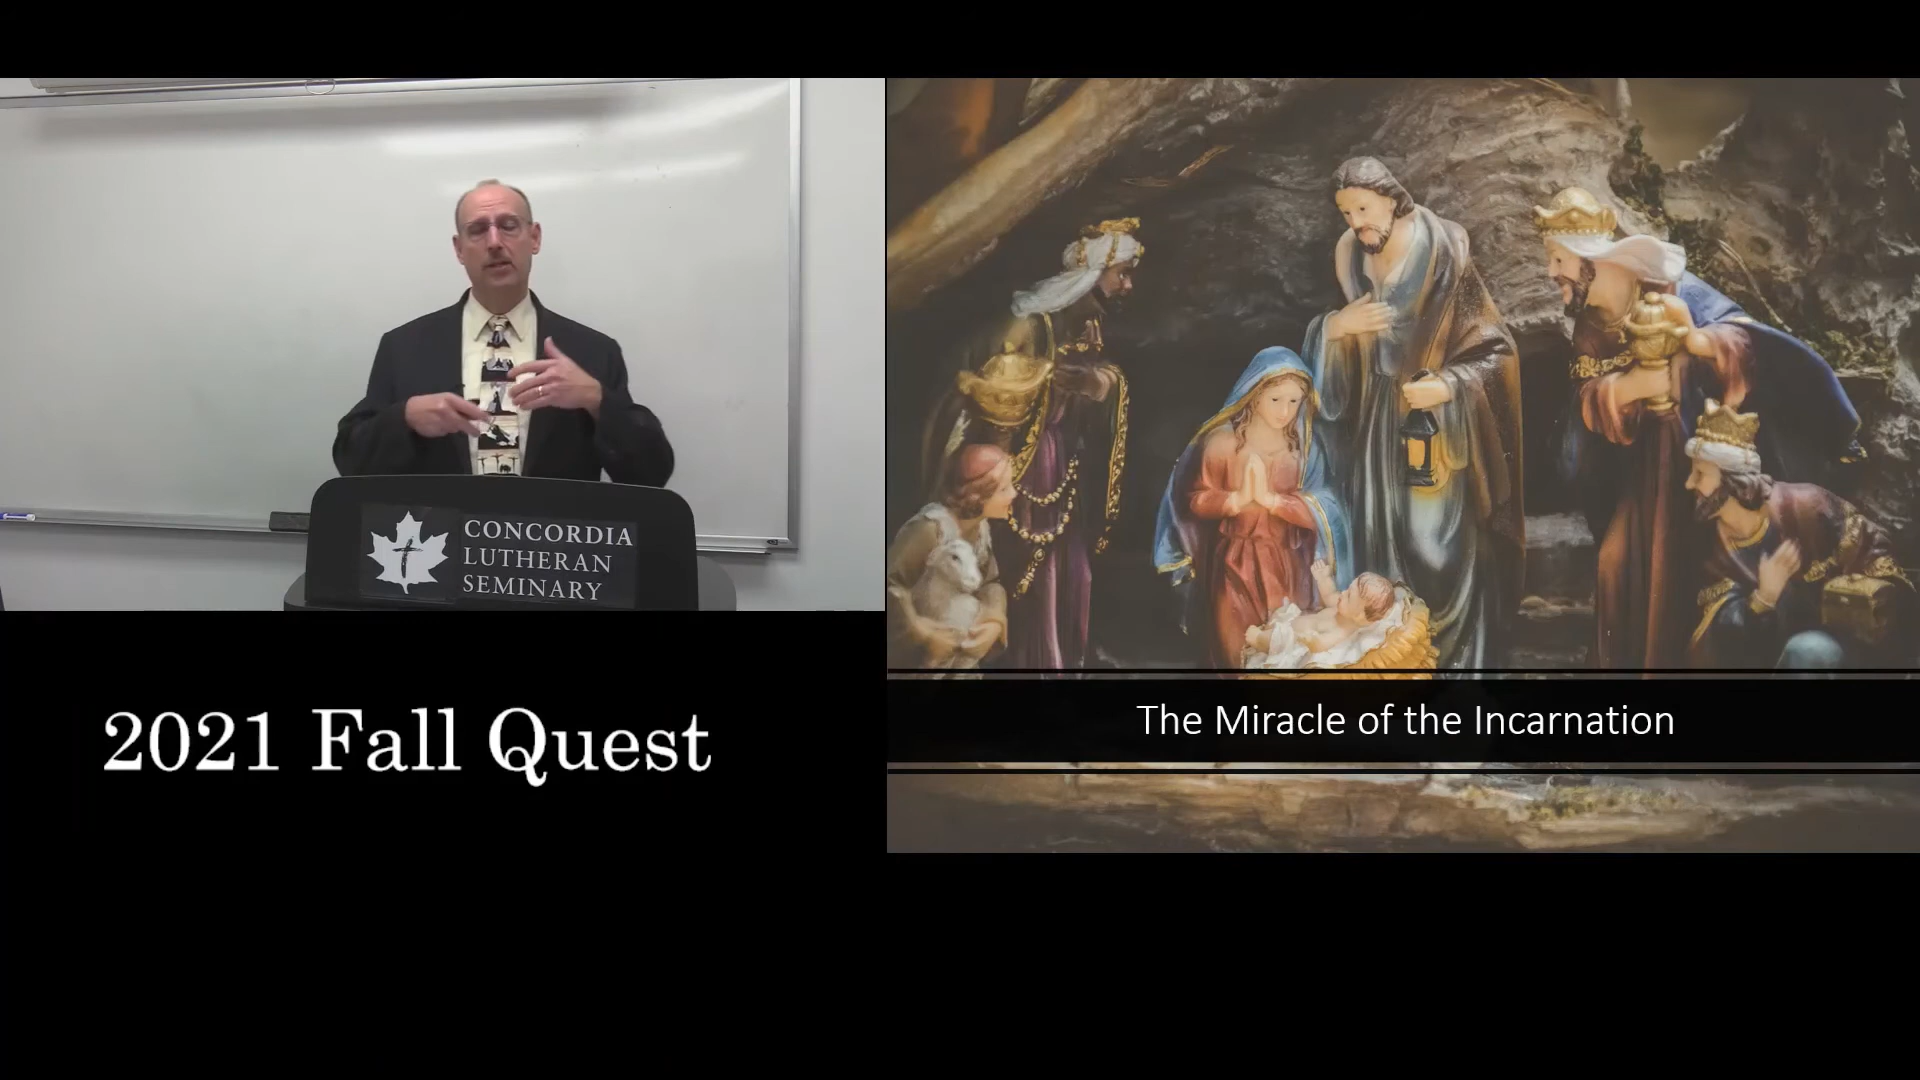 CONCORDIA
LUTHERAN
SEMINARY
2021 Fall Quest
The Miracle of the Incarnation